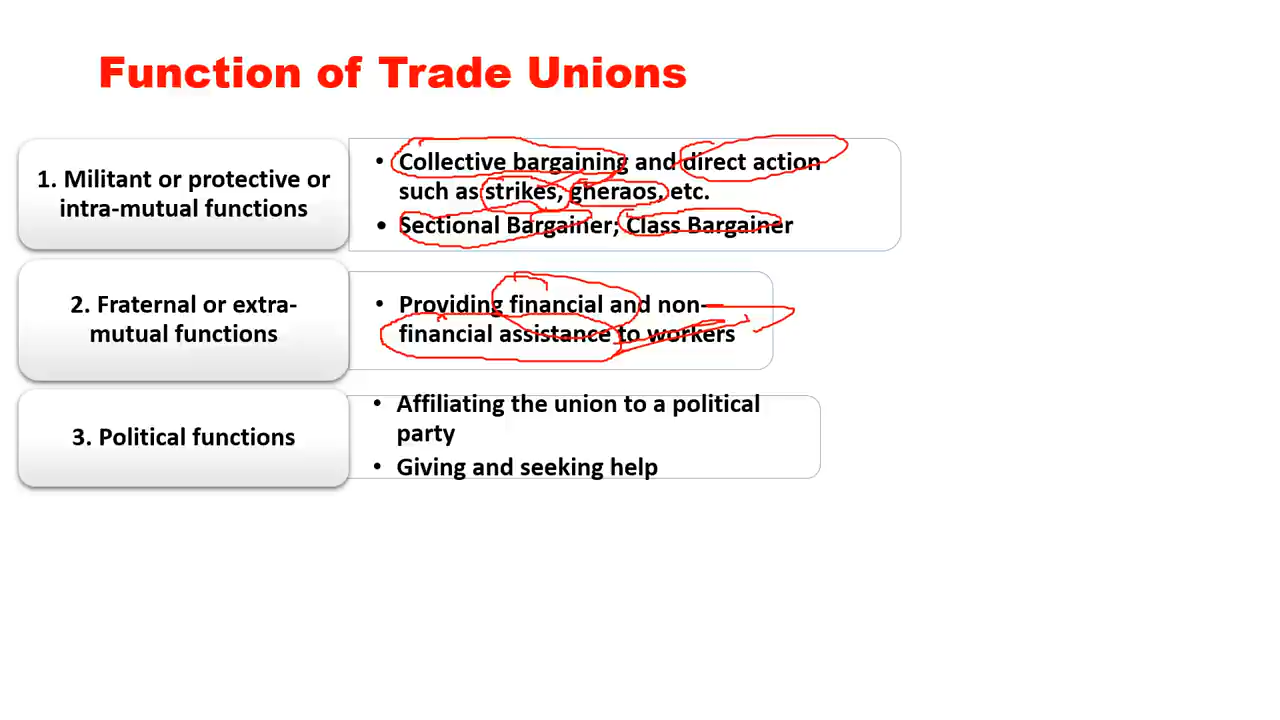 Function of Trade Unions
1. Militant or protective or
intra-mutual functions
• Collective bargaining and direct action
such as strikes, gheraos, etc.
• Sectional Bargainer; Class Bargainer
2. Fraternal or extra-
mutual functions
• Providing financial and non-
financial assistance to workers
3. Political functions
• Affiliating the union to a political
party
• Giving and seeking help